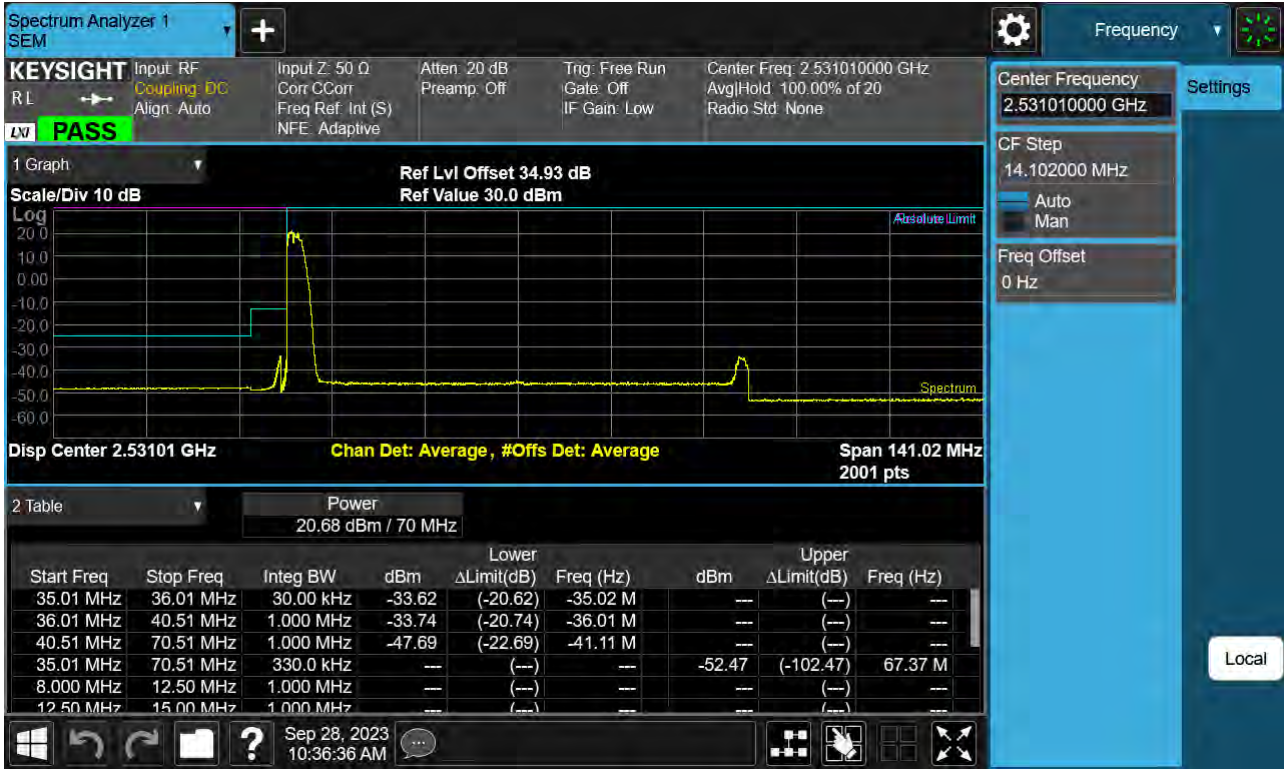 Spectrum Analyzer 1
SEM
Frequency
KEYSIGHT
R L
LXI
PASS
Input: RF
Coupling: DC
Align: Auto
Input Z: 50 Ω
Corr CCorr
Freq Ref: Int (S)
NFE: Adaptive
Atten: 20 dB
Preamp: Off
Trig: Free Run
Gate: Off
IF Gain: Low
Center Freq: 2.531010000 GHz
Avg|Hold: 100.00% of 20
Radio Std: None
Center Frequency
2.531010000 GHz
Settings
CF Step
14.102000 MHz
Auto
Man
Freq Offset
0 Hz
Local
1 Graph
Scale/Div 10 dB
Ref Lvl Offset 34.93 dB
Ref Value 30.0 dBm
Log
20.0
10.0
0.00
-10.0
-20.0
-30.0
-40.0
-50.0
-60.0
Absolute Limit
Spectrum
Disp Center 2.53101 GHz
Chan Det: Average , #Offs Det: Average
Span 141.02 MHz
2001 pts
2 Table
Power
20.68 dBm / 70 MHz
Lower Upper
Start Freq Stop Freq Integ BW dBm ΔLimit(dB) Freq (Hz) dBm ΔLimit(dB) Freq (Hz)
35.01 MHz 36.01 MHz 30.00 kHz -33.62 (-20.62) -35.02 M --- (---) ---
36.01 MHz 40.51 MHz 1.000 MHz -33.74 (-20.74) -36.01 M --- (---) ---
40.51 MHz 70.51 MHz 1.000 MHz -47.69 (-22.69) -41.11 M --- (---) ---
35.01 MHz 70.51 MHz 330.0 kHz --- (---) --- -52.47 (-102.47) 67.37 M
8.000 MHz 12.50 MHz 1.000 MHz --- (---) --- --- (---) ---
12.50 MHz 15.00 MHz 1.000 MHz --- (---) --- --- (---) ---
?
Sep 28, 2023
10:36:36 AM